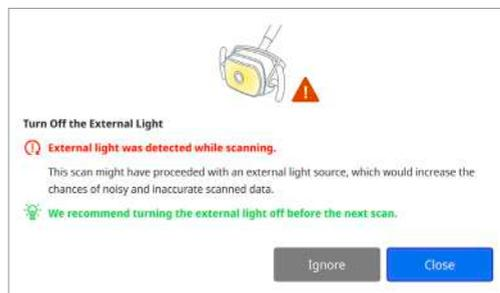 Turn Off the External Light
External light was detected while scanning.
This scan might have proceeded with an external light source, which would increase the
chances of noisy and inaccurate scanned data.
We recommend turning the external light off before the next scan.
Ignore
Close